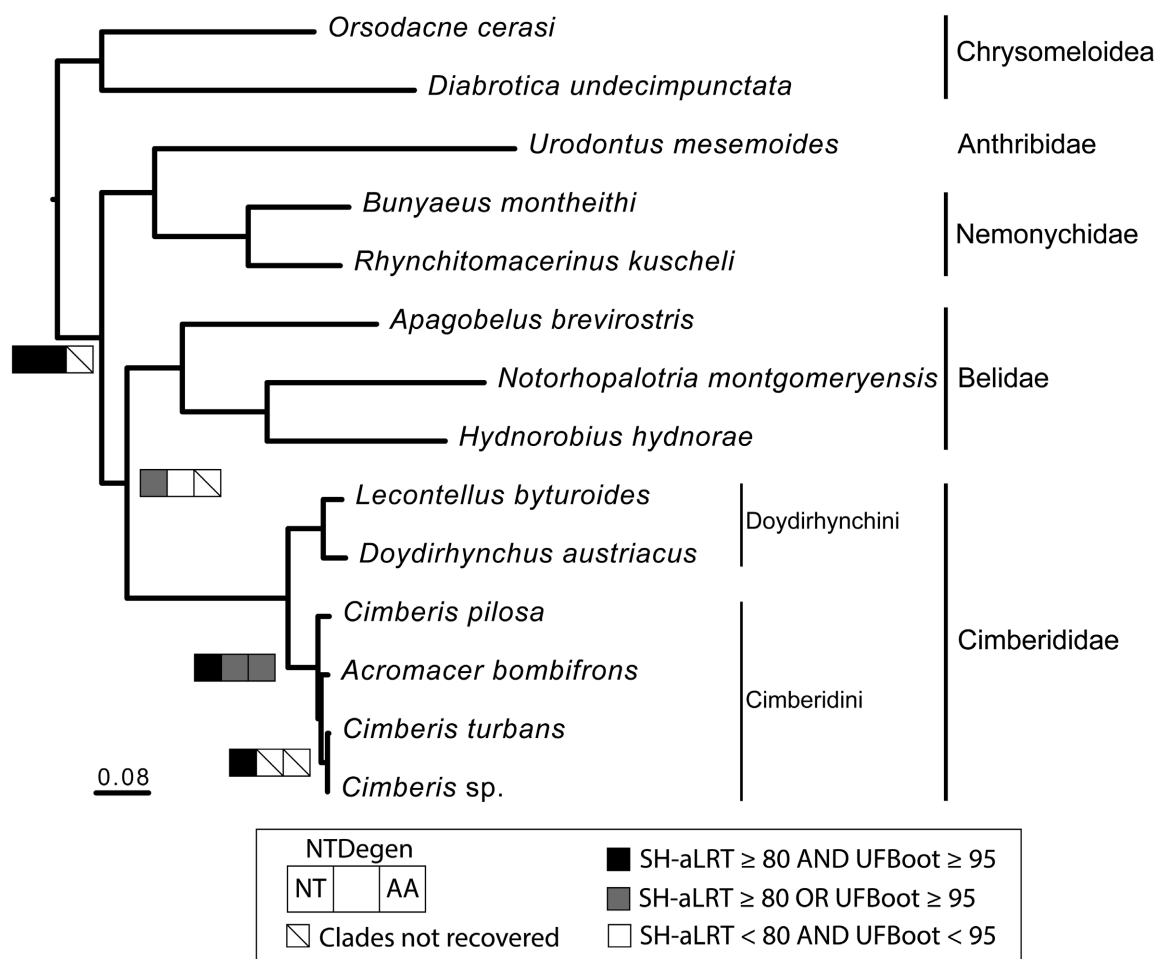 Orsodacne cerasi
Diabrotica undecimpunctata
Chrysomeloidea
Urodontus mesemoides
Anthribidae
Bunyaeus montheithi
Rhynchitomacerinus kuscheli
Nemonychidae
Apagobelus brevirostris
Notorhopalotria montgomeryensis
Hydnorobius hydnorae
Belidae
Lecontellus byturoides
Doydirhynchus austriacus
Doydirhynchini
Cimberis pilosa
Acromacer bombifrons
Cimberis turbans
Cimberis sp.
Cimberidini
Cimberididae
0.08
NTDegen
NT
AA
Clades not recovered
SH-aLRT ≥ 80 AND UFBoot ≥ 95
SH-aLRT ≥ 80 OR UFBoot ≥ 95
SH-aLRT < 80 AND UFBoot < 95